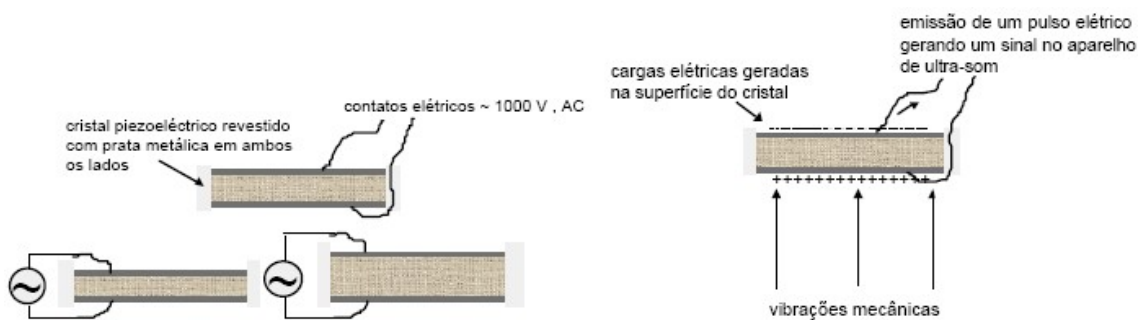 contatos elétricos ~ 1000 V , AC
cristal piezoeléctrico revestido
com prata metálica em ambos
os lados
emissão de um pulso elétrico
gerando um sinal no aparelho
de ultra-som
cargas elétricas geradas
na superfície do cristal
vibrações mecânicas